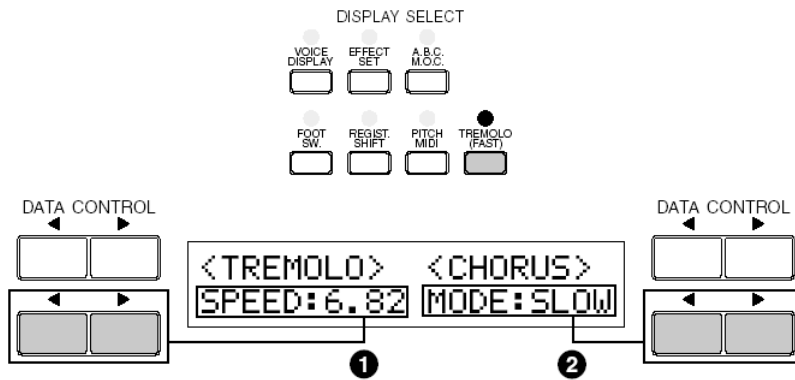 DISPLAY SELECT
VOICE DISPLAY
EFFECT SET
A.B.C. M.O.C.
FOOT SW.
REGIST. SHIFT
PITCH MIDI
TREMOLO (FAST)
DATA CONTROL
DATA CONTROL
<TREMOLO> <CHORUS>
SPEED:6.82 MODE:SLOW
1 2